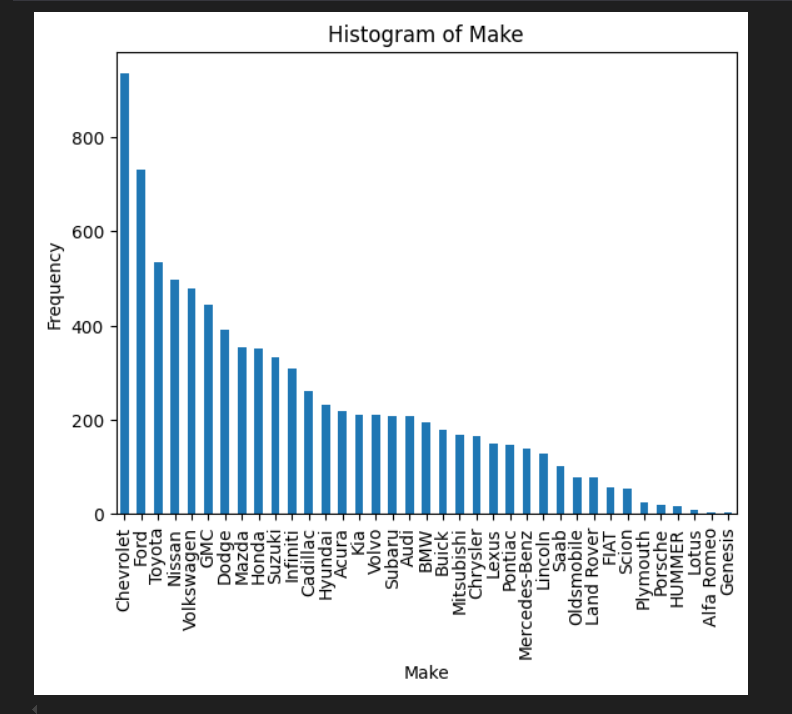 Histogram of Make
Frequency
800
600
400
200
0
Chevrolet
Ford
Toyota
Nissan
Volkswagen
GMC
Dodge
Mazda
Honda
Suzuki
Infiniti
Cadillac
Hyundai
Acura
Kia
Volvo
Subaru
Audi
BMW
Buick
Mitsubishi
Chrysler
Lexus
Pontiac
Mercedes-Benz
Lincoln
Saab
Oldsmobile
Land Rover
FIAT
Scion
Plymouth
Porsche
HUMMER
Lotus
Alfa Romeo
Genesis
Make